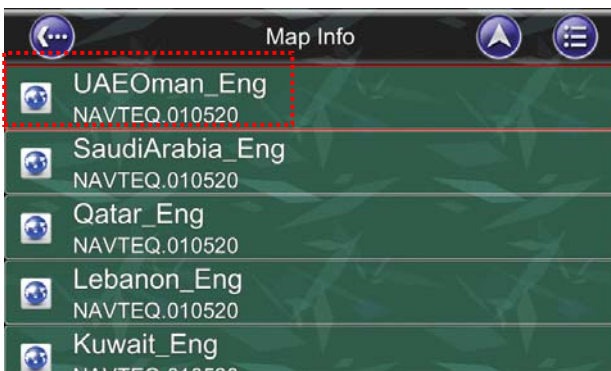 Map Info
UAEOman_Eng
NAVTEQ.010520
SaudiArabia_Eng
NAVTEQ.010520
Qatar_Eng
NAVTEQ.010520
Lebanon_Eng
NAVTEQ.010520
Kuwait_Eng